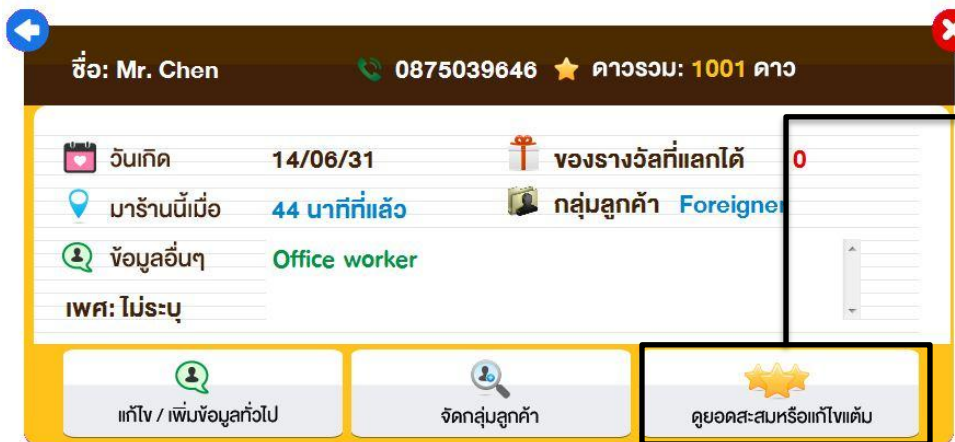 ชื่อ: Mr. Chen 0875039646 ดาวรวม: 1001 ดาว
วันเกิด 14/06/31 ของรางวัลที่แลกได้ 0
มาร้านนี้เมื่อ 44 นาทีที่แล้ว กลุ่มลูกค้า Foreigner
ข้อมูลอื่นๆ Office worker
เพศ: ไม่ระบุ
แก้ไข / เพิ่มข้อมูลทั่วไป จัดกลุ่มลูกค้า ดูยอดสะสมหรือแก้ไขแต้ม